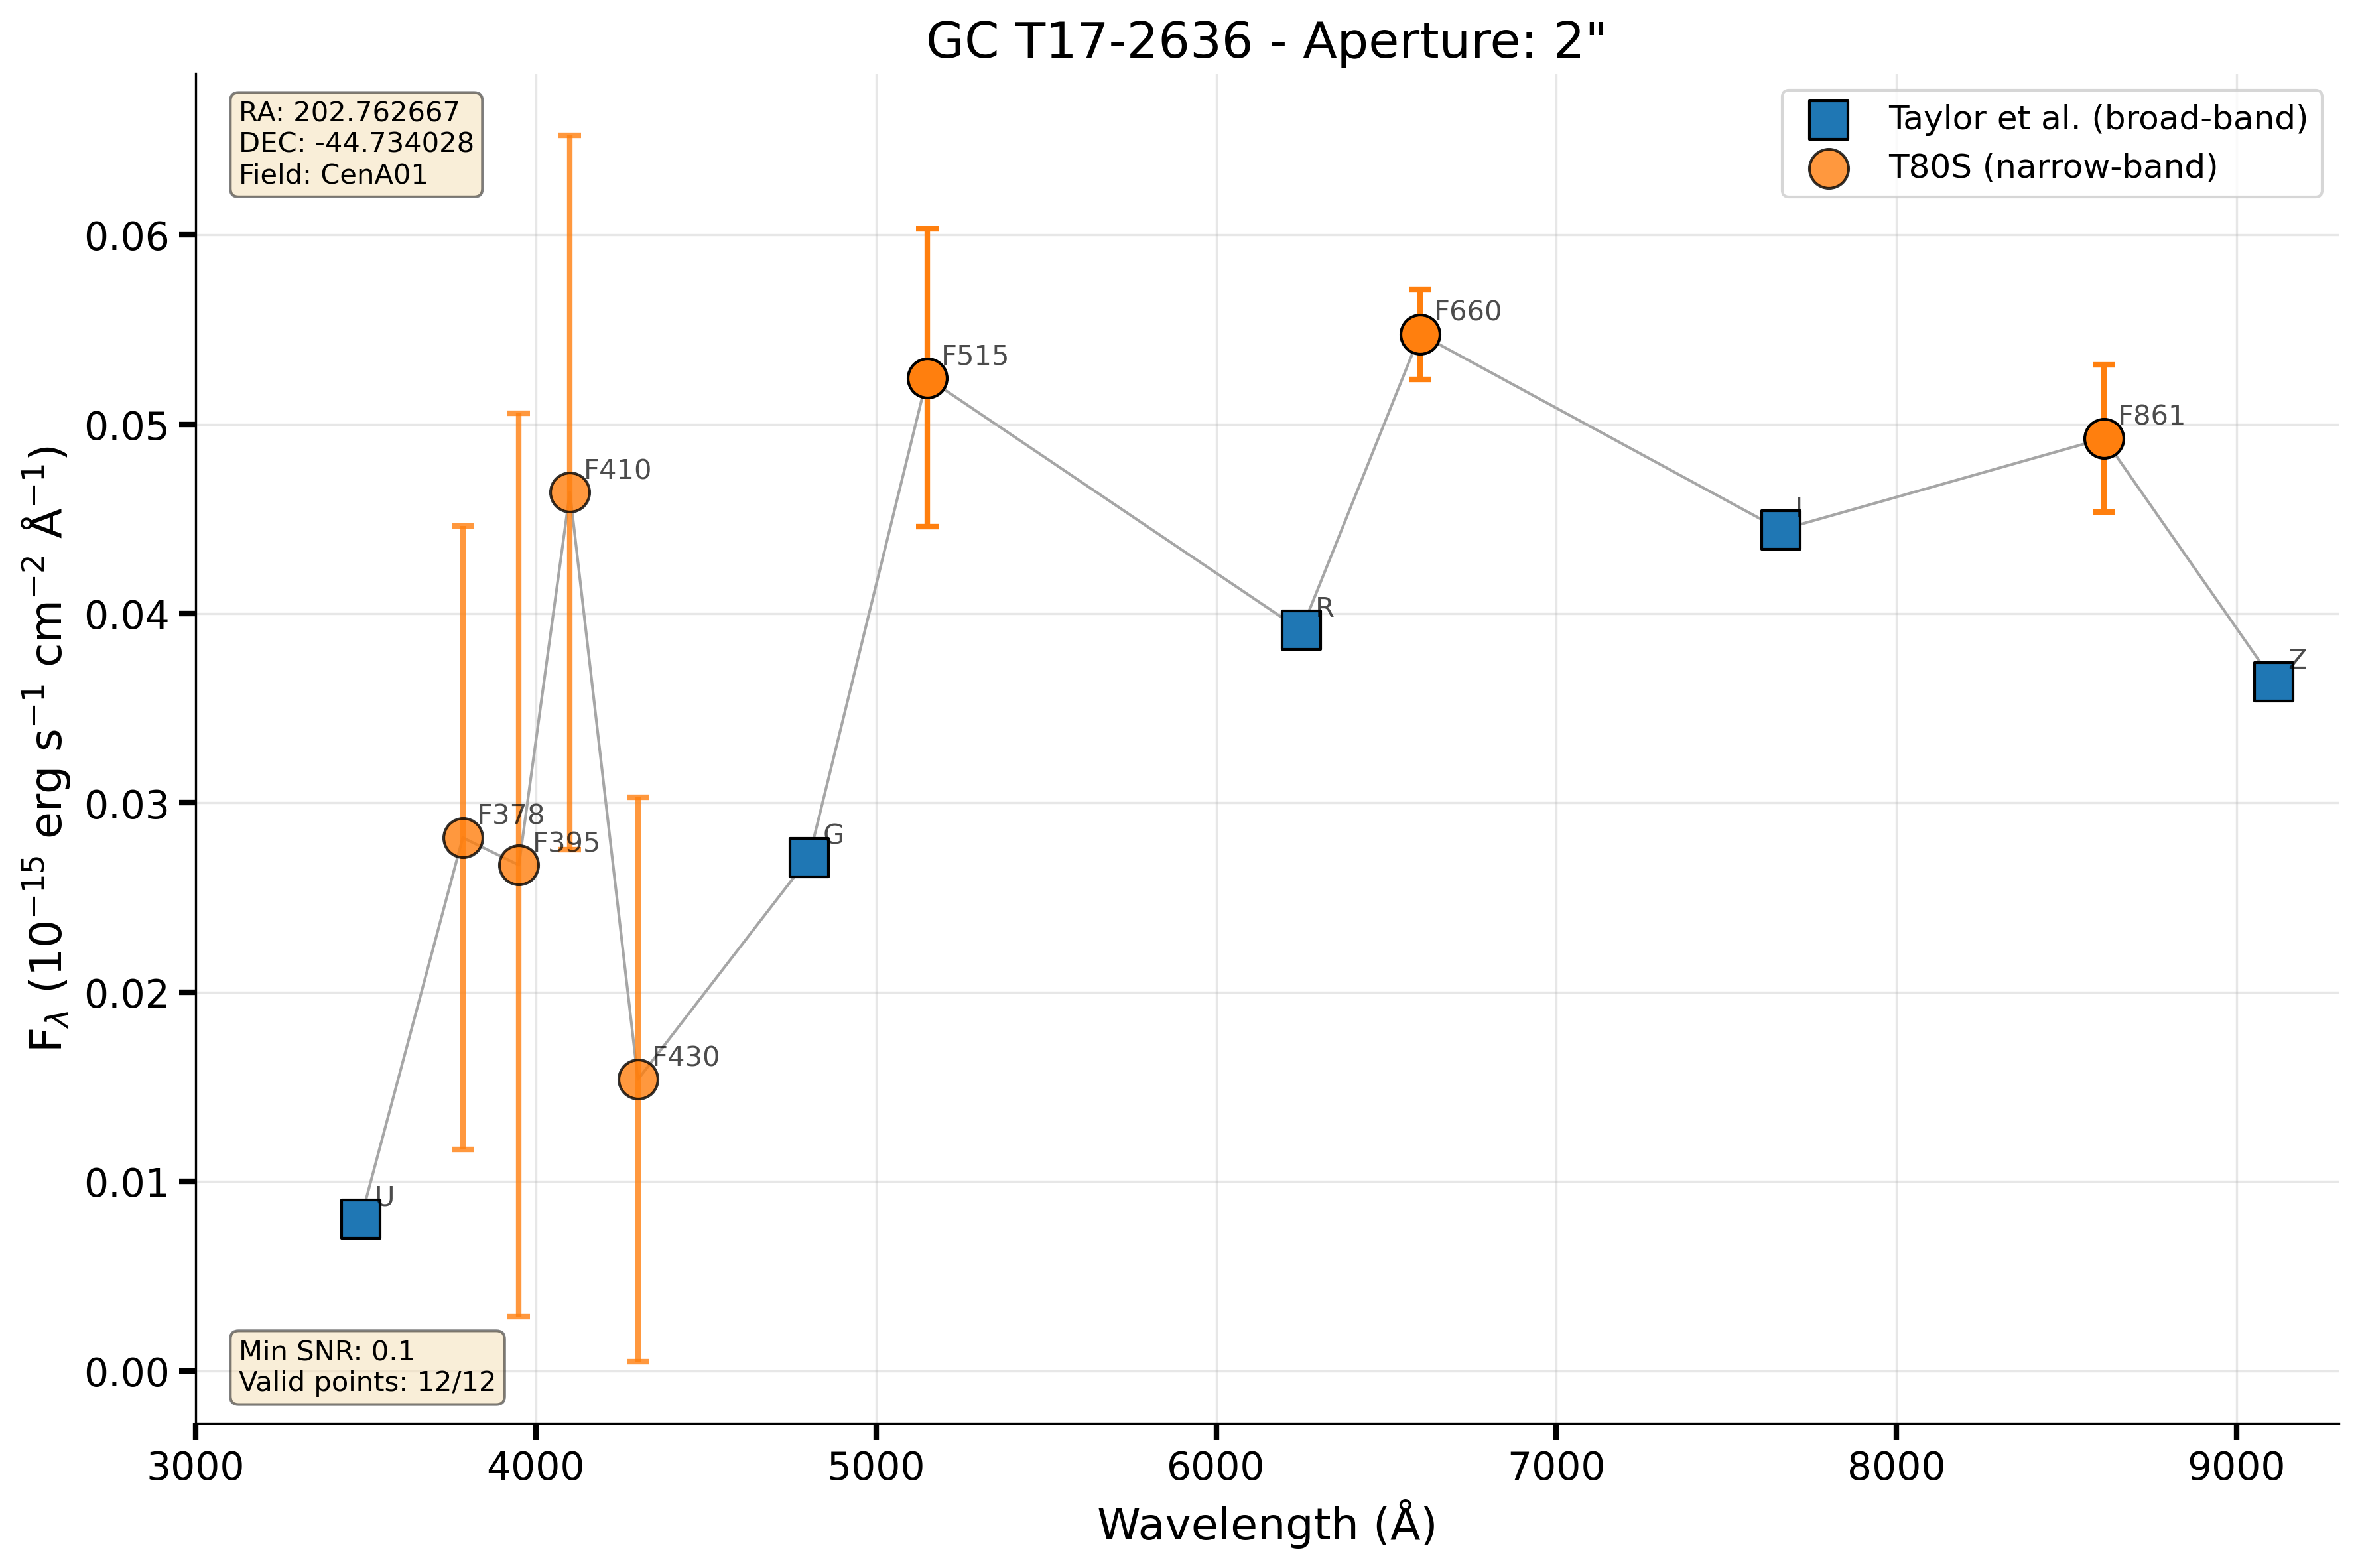 GC T17-2636 - Aperture: 2"
RA: 202.762667
DEC: -44.734028
Field: CenA01
Taylor et al. (broad-band)
T80S (narrow-band)
F378
F395
F410
F430
F515
F660
F861
U
G
R
I
Z
Min SNR: 0.1
Valid points: 12/12
0.06
0.05
0.04
0.03
0.02
0.01
0.00
3000 4000 5000 6000 7000 8000 9000
Wavelength (Å)
Fλ (10⁻¹⁵ erg s⁻¹ cm⁻² Å⁻¹)